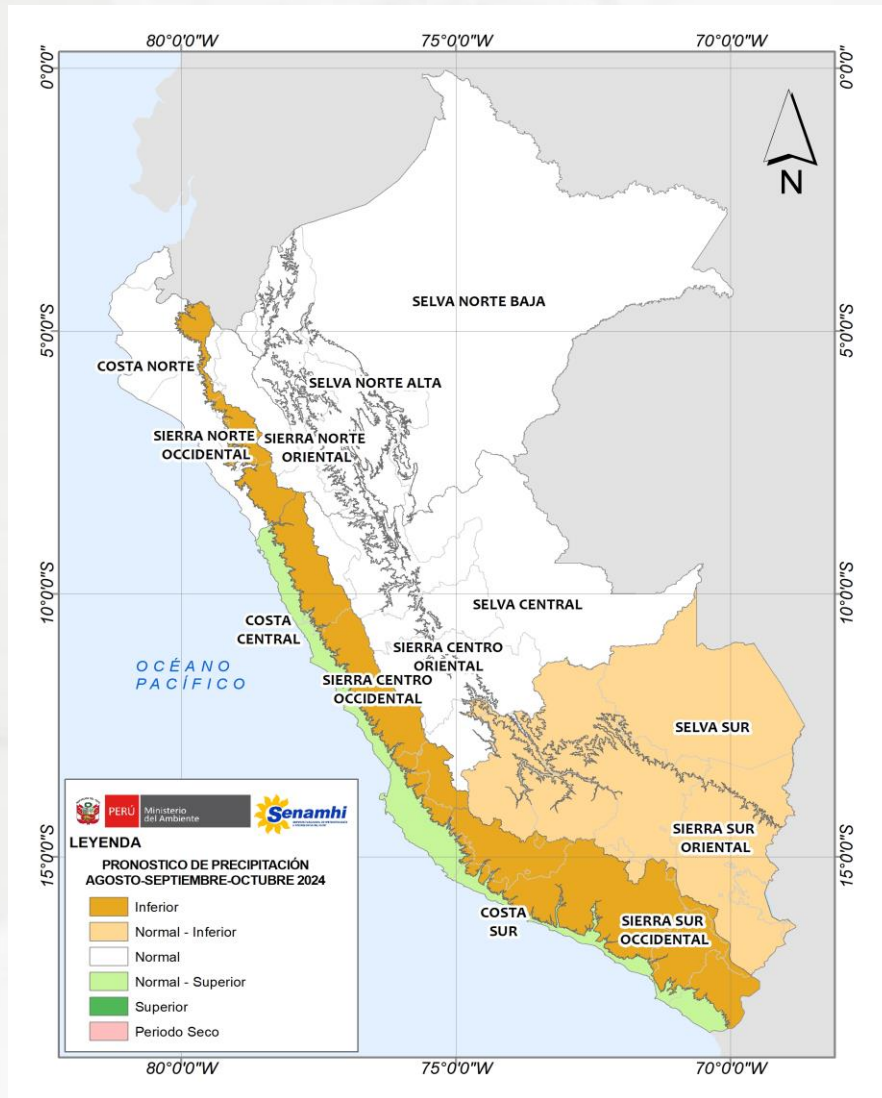 80°0'0"W
75°0'0"W
70°0'0"W
0°0'0"
0°0'0"
N
SELVA NORTE BAJA
5°0'0"S
5°0'0"S
COSTA NORTE
SELVA NORTE ALTA
SIERRA NORTE
OCCIDENTAL
SIERRA NORTE
ORIENTAL
10°0'0"S
10°0'0"S
SELVA CENTRAL
COSTA
CENTRAL
SIERRA CENTRO
ORIENTAL
OCÉANO
PACÍFICO
SIERRA CENTRO
OCCIDENTAL
SELVA SUR
SIERRA SUR
ORIENTAL
15°0'0"S
15°0'0"S
COSTA
SUR
SIERRA SUR
OCCIDENTAL
PERÚ
Ministerio
del Ambiente
Senamhi
LEYENDA
PRONOSTICO DE PRECIPITACIÓN
AGOSTO-SEPTIEMBRE-OCTUBRE 2024
Inferior
Normal - Inferior
Normal
Normal - Superior
Superior
Periodo Seco
80°0'0"W
75°0'0"W
70°0'0"W